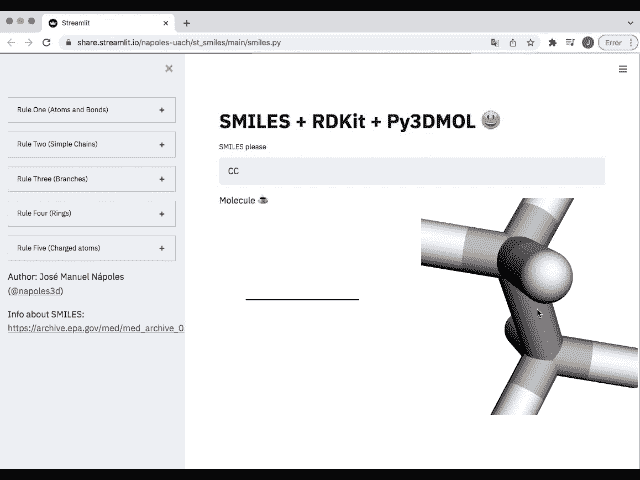 Streamlit
share.streamlit.io/napoles-uach/st_smiles/main/smiles.py
J
Error
Rule One (Atoms and Bonds)
Rule Two (Simple Chains)
Rule Three (Branches)
Rule Four (Rings)
Rule Five (Charged atoms)
Author: José Manuel Nápoles
(@napoles3d)
Info about SMILES:
https://archive.epa.gov/med/med_archive_0
SMILES + RDKit + Py3DMOL
SMILES please
CC
Molecule